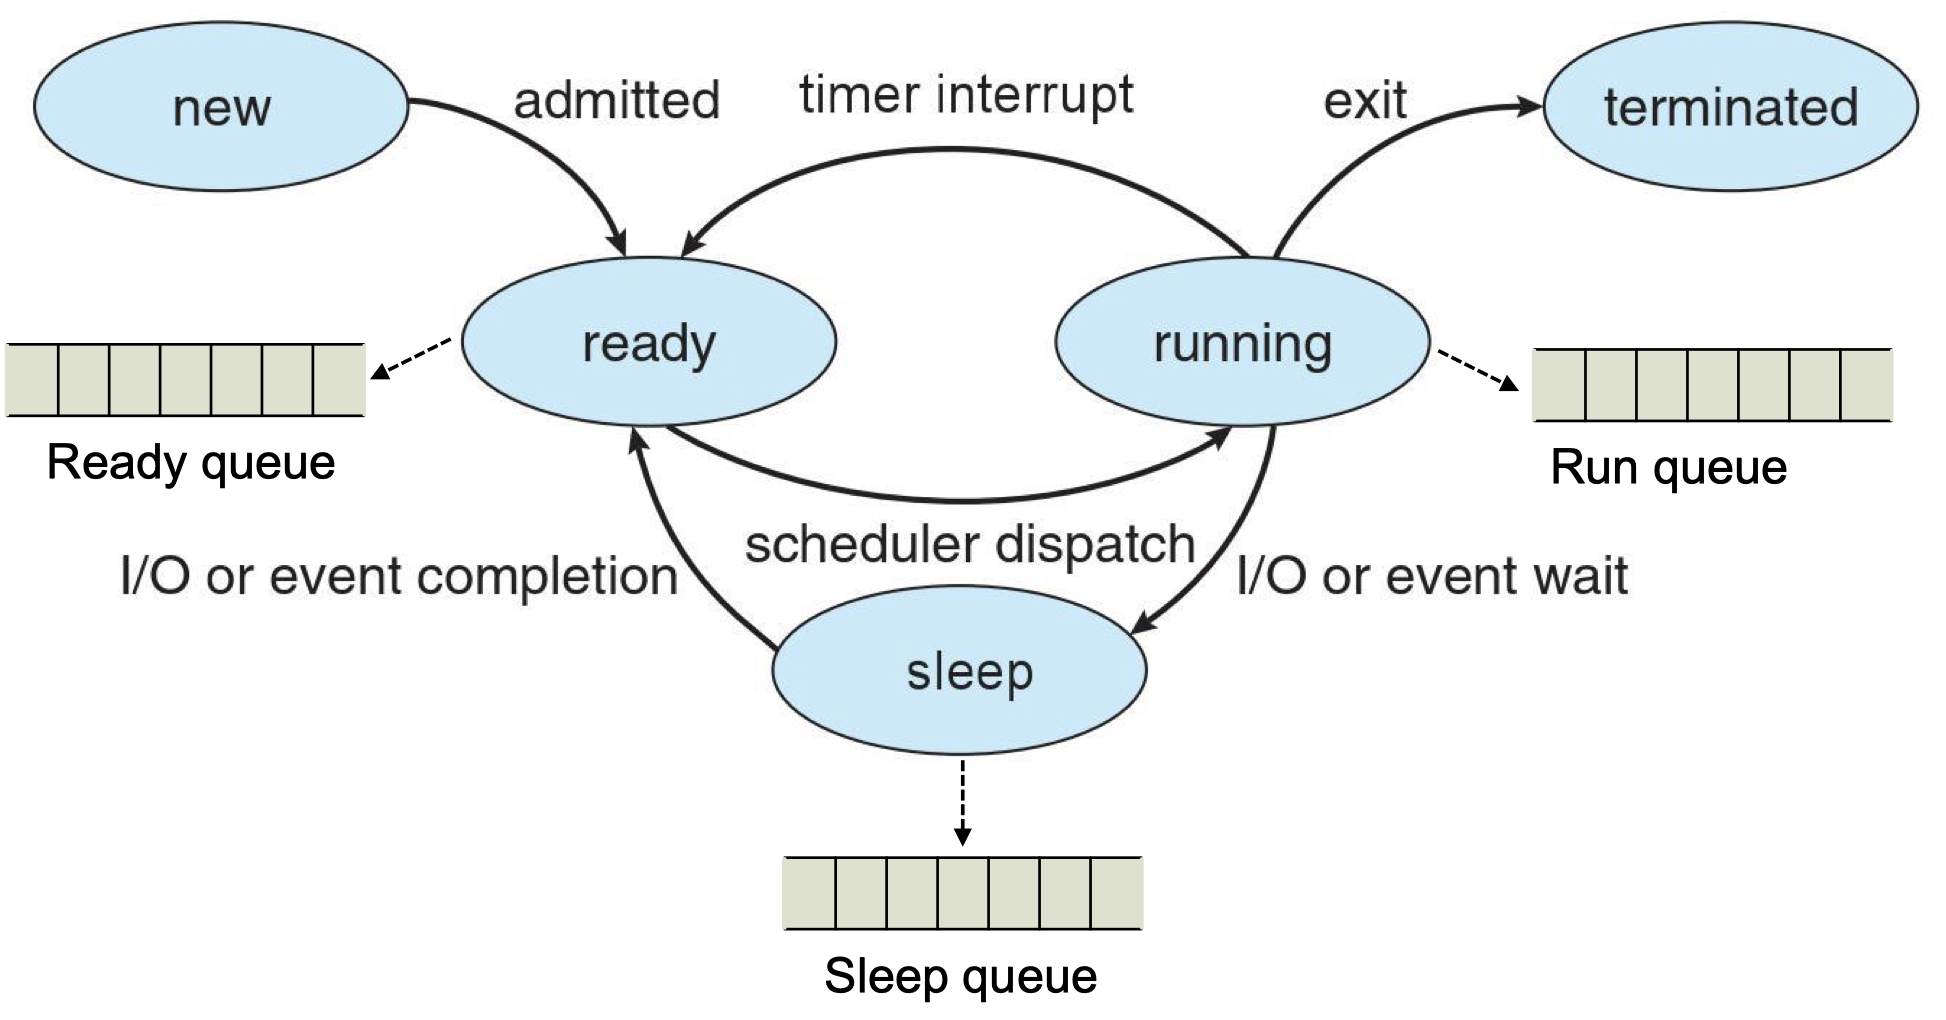 new
admitted
timer interrupt
exit
terminated
ready
running
Ready queue
Run queue
scheduler dispatch
I/O or event completion
I/O or event wait
sleep
Sleep queue